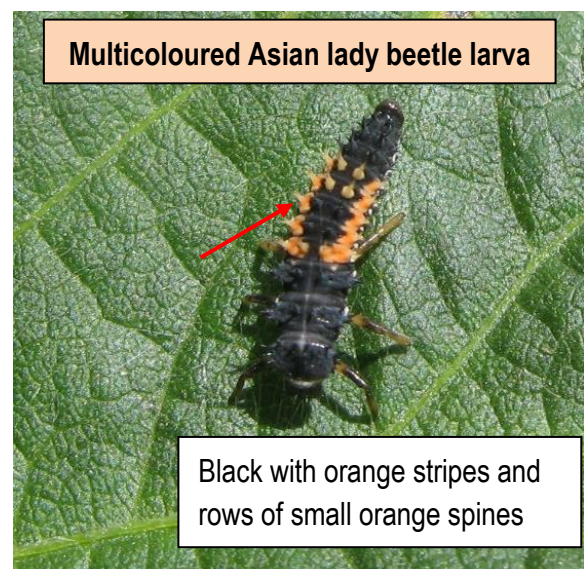 Multicoloured Asian lady beetle larva
Black with orange stripes and
rows of small orange spines